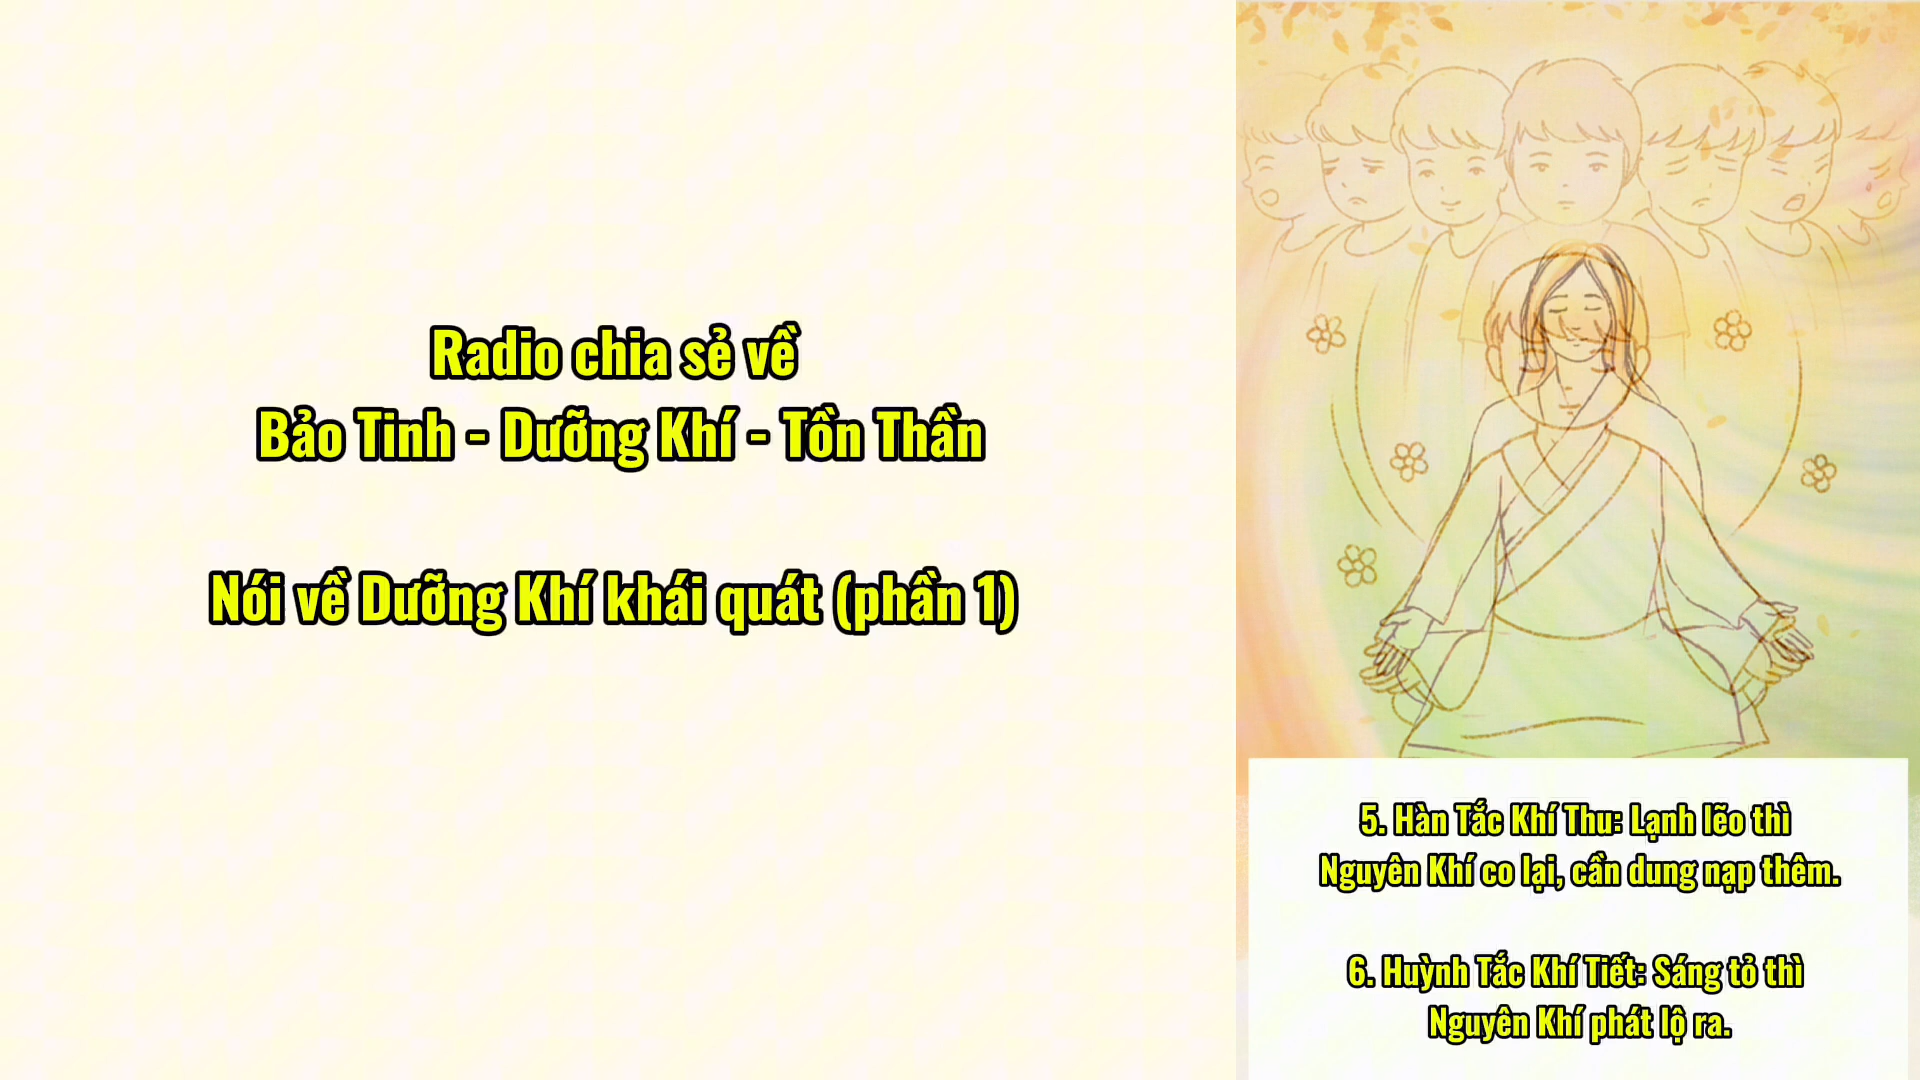 Radio chia sẻ về
Bảo Tinh - Dưỡng Khí - Tồn Thần
Nói về Dưỡng Khí khái quát (phần 1)
5. Hàn Tắc Khí Thu: Lạnh lẽo thì
Nguyên Khí co lại, cần dung nạp thêm.
6. Huỳnh Tắc Khí Tiết: Sáng tỏ thì
Nguyên Khí phát lộ ra.